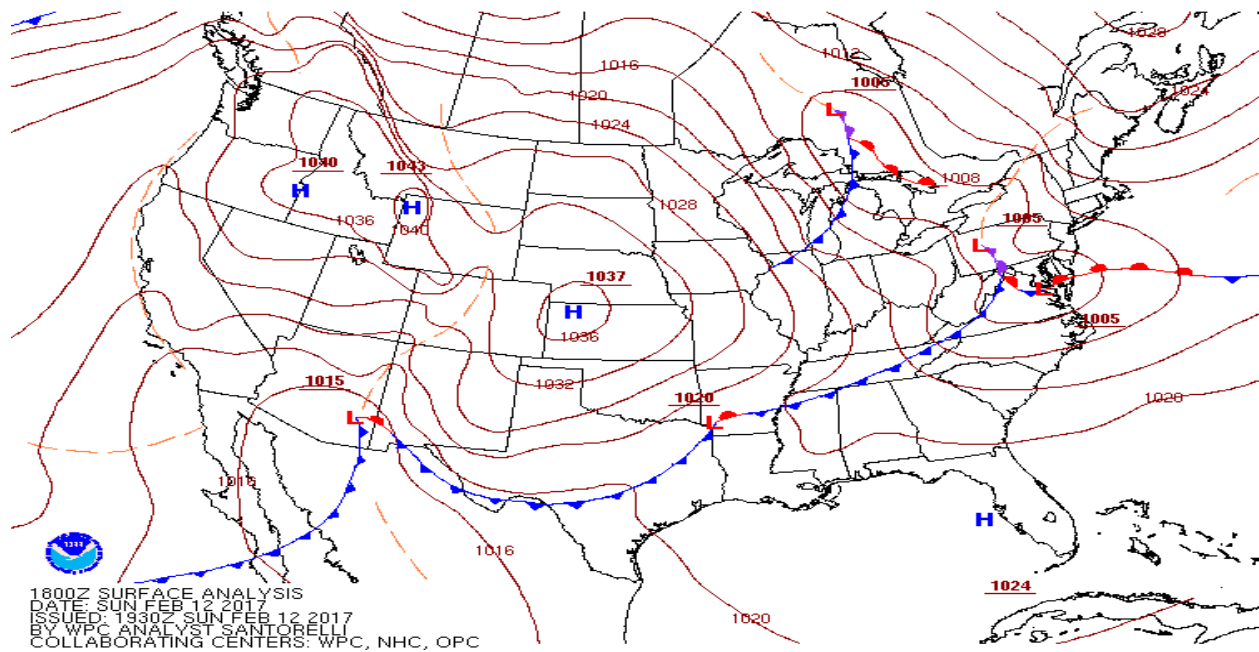 1028
1012
1006
1016
1020
1024
1024
1040
1043
1008
1028
1036
1040
1005
1037
1036
1005
1032
1015
1020
1028
1016
1016
1024
1020
H
H
H
H
L
L
L
L
L
1800Z SURFACE ANALYSIS
DATE: SUN FEB 12 2017
ISSUED: 1930Z SUN FEB 12 2017
BY WPC ANALYST SANTORELLI
COLLABORATING CENTERS: WPC, NHC, OPC